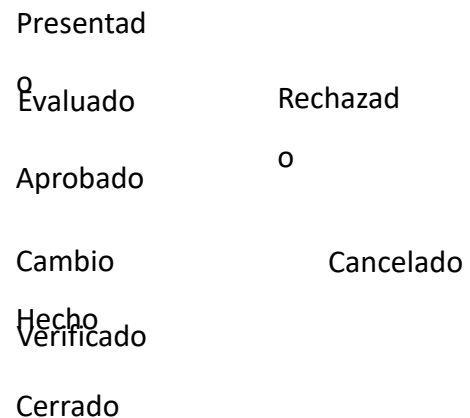 Presentad
o
Evaluado
Rechazad
o
Aprobado
Cambio
Cancelado
Hecho
Verificado
Cerrado